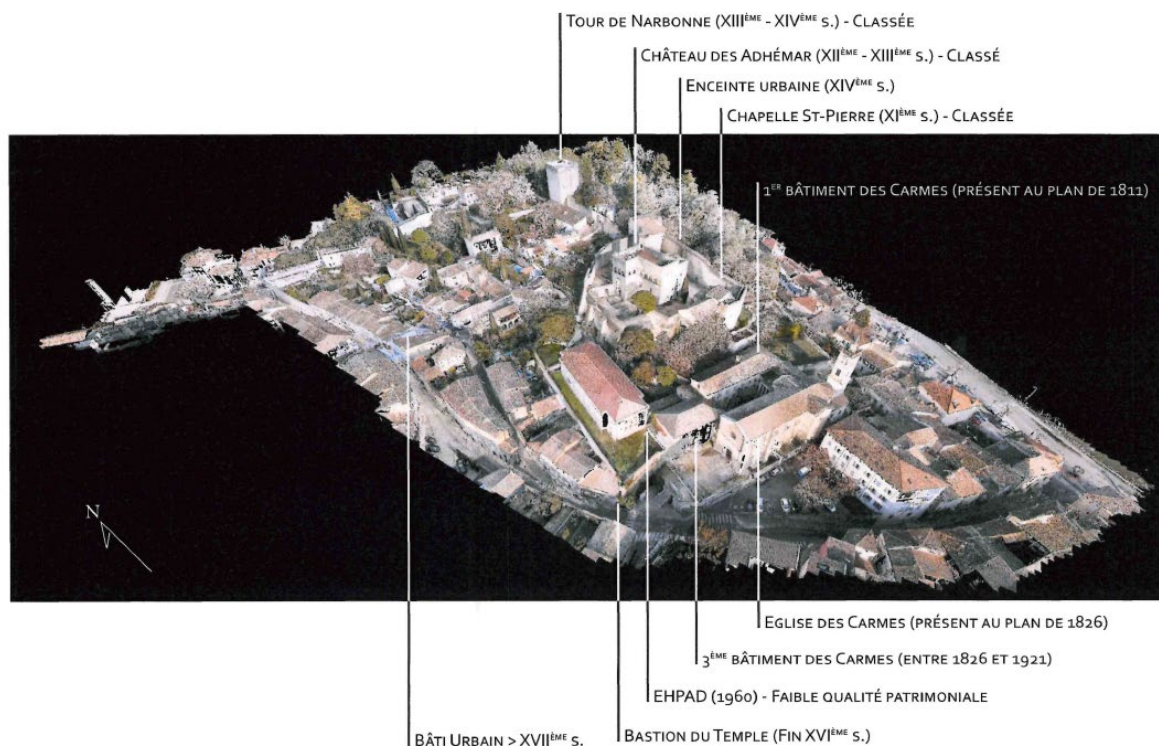 Tour de Narbonne (XIIIème - XIVème s.) - Classée
Château des Adhémar (XIIème - XIIIème s.) - Classé
Enceinte urbaine (XIVème s.)
Chapelle St-Pierre (XIème s.) - Classée
1er bâtiment des Carmes (présent au plan de 1811)
N
Eglise des Carmes (présent au plan de 1826)
3ème bâtiment des Carmes (entre 1826 et 1921)
EHPAD (1960) - Faible qualité patrimoniale
Bastion du Temple (Fin XVIème s.)
Bâti Urbain > XVIIème s.